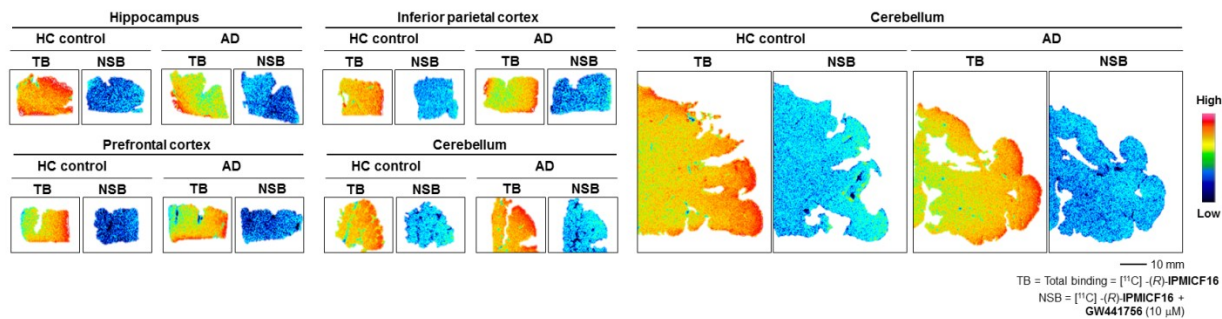 Hippocampus
HC control AD
TB NSB TB NSB
Inferior parietal cortex
HC control AD
TB NSB TB NSB
Prefrontal cortex
HC control AD
TB NSB TB NSB
Cerebellum
HC control AD
TB NSB TB NSB
Cerebellum
HC control AD
TB NSB TB NSB
High
Low
10 mm
TB = Total binding = [¹¹C] -(R)-IPMICF16
NSB = [¹¹C] -(R)-IPMICF16 +
GW441756 (10 µM)